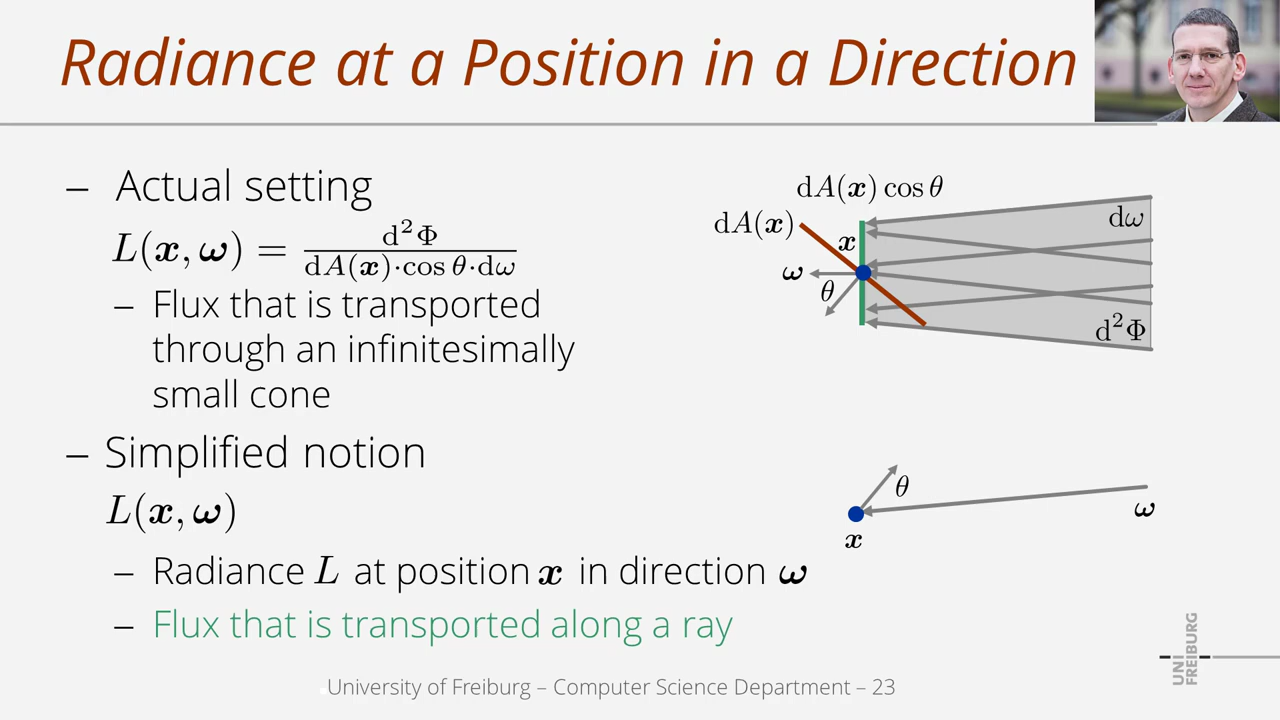 Radiance at a Position in a Direction
– Actual setting
L(x, ω) = d²Φ / dA(x)·cos θ·dω
– Flux that is transported
through an infinitesimally
small cone
– Simplified notion
L(x, ω)
– Radiance L at position x in direction ω
– Flux that is transported along a ray
dA(x) cos θ
dA(x)
x
ω
θ
dω
d²Φ
θ
ω
x
UNI
FREIBURG
University of Freiburg – Computer Science Department – 23